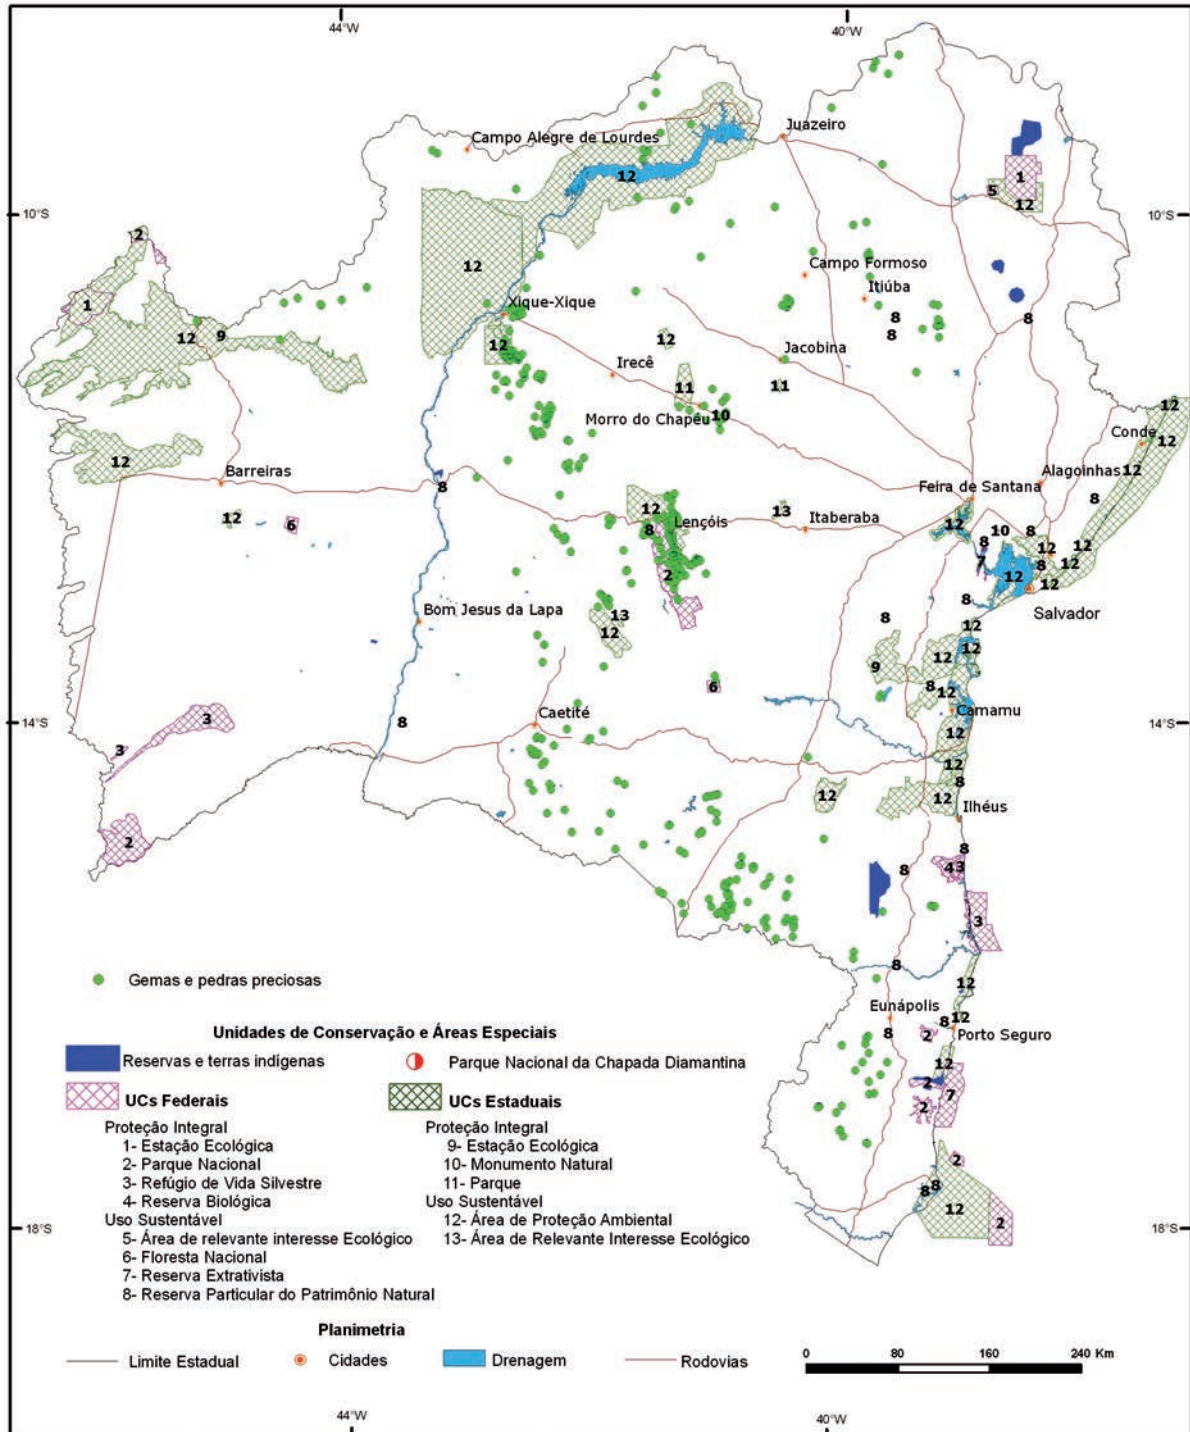 44°W
40°W
Campo Alegre de Lourdes
Juazeiro
12
1
5
12
10°S
10°S
2
Campo Formoso
12
Itiúba
1
Xique-Xique
8
12
9
12
12
8
Irecê
Jacobina
11
11
12
Morro do Chapéu
10
Conde
12
12
12
Barreiras
8
Alagoinhas
Feira de Santana
8
12
6
12
Lençóis
13
Itaberaba
12
10
8
8
8
12
12
7
8
12
12
2
12
Bom Jesus da Lapa
13
12
8
8
Salvador
12
12
12
9
6
8
12
3
8
Caetité
Camamu
14°S
14°S
3
12
12
8
12
12
Ilhéus
2
8
8
43
3
Gemas e pedras preciosas
8
12
Eunápolis
8
12
8
2
Porto Seguro
Unidades de Conservação e Áreas Especiais
Reservas e terras indígenas
Parque Nacional da Chapada Diamantina
12
2
7
2
UCs Federais
UCs Estaduais
Proteção Integral
1- Estação Ecológica
2- Parque Nacional
3- Refúgio de Vida Silvestre
4- Reserva Biológica
Uso Sustentável
5- Área de relevante interesse Ecológico
6- Floresta Nacional
7- Reserva Extrativista
8- Reserva Particular do Patrimônio Natural
Proteção Integral
9- Estação Ecológica
10- Monumento Natural
11- Parque
Uso Sustentável
12- Área de Proteção Ambiental
13- Área de Relevante Interesse Ecológico
2
8
8
12
2
18°S
18°S
Planimetria
Limite Estadual
Cidades
Drenagem
Rodovias
0 80 160 240 Km
44°W
40°W